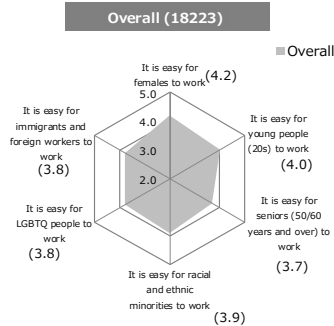 Overall (18223)
Overall
It is easy for
females to work
(4.2)
5.0
4.0
3.0
2.0
It is easy for
young people
(20s) to work
(4.0)
It is easy for
seniors (50/60
years and over) to
work
(3.7)
It is easy for racial
and ethnic
minorities to work
(3.9)
It is easy for
LGBTQ people to
work
(3.8)
It is easy for
immigrants and
foreign workers to
work
(3.8)